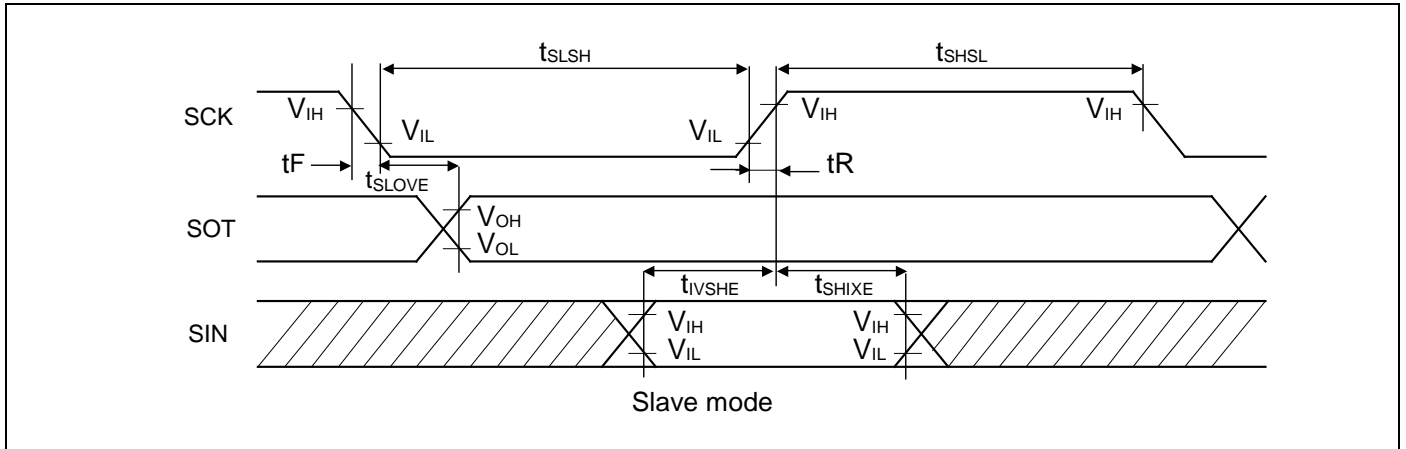 tSLSH tSHSL
SCK VIH VIL VIL VIH VIH
tF tSLOVE tR
SOT VOH VOL
tIVSHE tSHIXE
SIN VIH VIL VIH VIL
Slave mode